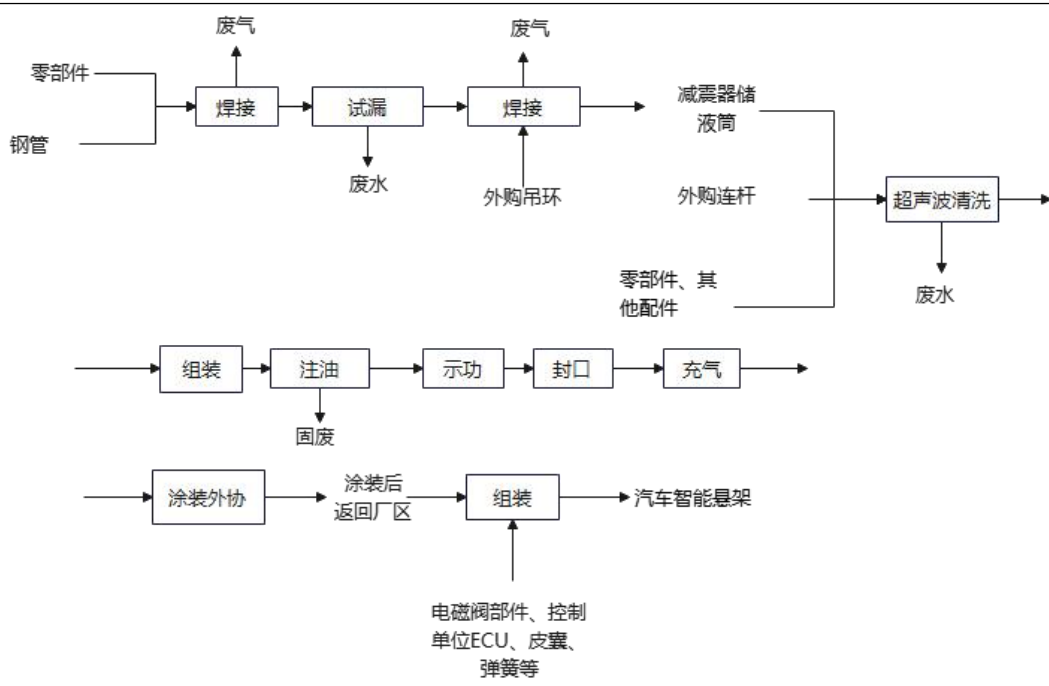 废气
废气
零部件
焊接
试漏
焊接
减震器储
液筒
钢管
废水
外购吊环
外购连杆
超声波清洗
零部件、其
他配件
废水
组装
注油
示功
封口
充气
固废
涂装外协
涂装后
返回厂区
组装
汽车智能悬架
电磁阀部件、控制
单位ECU、皮囊、
弹簧等